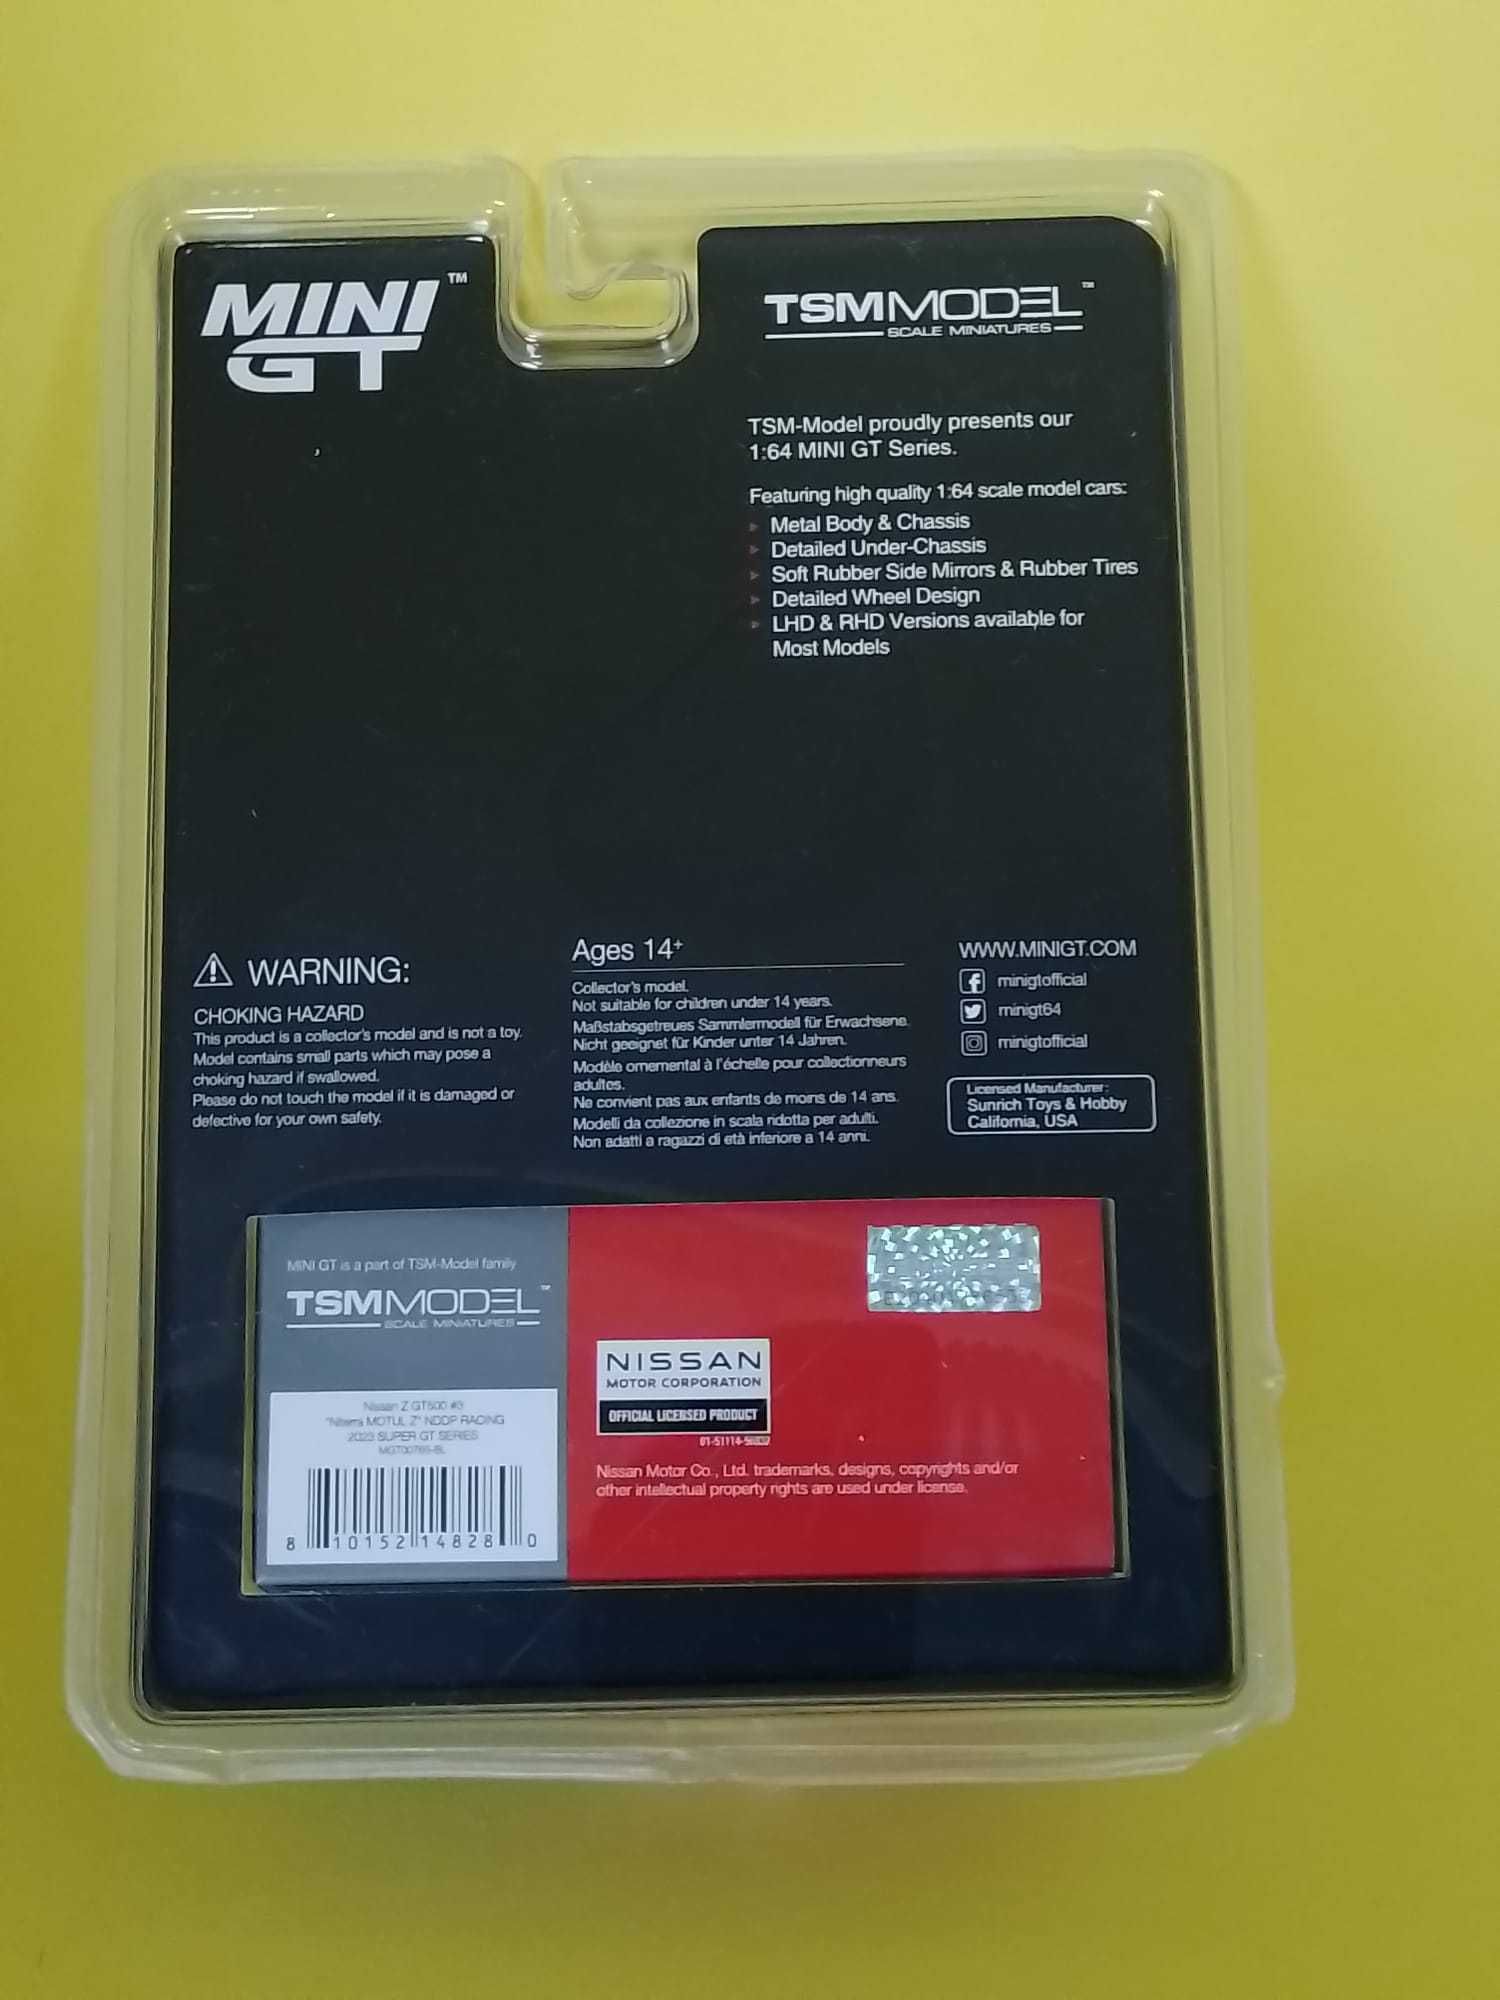 MINI GT™
TSMMODEL™
SCALE MINIATURES
TSM-Model proudly presents our
1:64 MINI GT Series.
Featuring high quality 1:64 scale model cars:
Metal Body & Chassis
Detailed Under-Chassis
Soft Rubber Side Mirrors & Rubber Tires
Detailed Wheel Design
LHD & RHD Versions available for
Most Models
WARNING:
CHOKING HAZARD
This product is a collector's model and is not a toy.
Model contains small parts which may pose a
choking hazard if swallowed.
Please do not touch the model if it is damaged or
defective for your own safety.
Ages 14+
Collector's model.
Not suitable for children under 14 years.
Maßstabsgetreues Sammlermodell für Erwachsene.
Nicht geeignet für Kinder unter 14 Jahren.
Modèle ornemental à l'échelle pour collectionneurs
adultes.
Ne convient pas aux enfants de moins de 14 ans.
Modelli da collezione in scala ridotta per adulti.
Non adatti a ragazzi di età inferiore a 14 anni.
WWW.MINIGT.COM
minigtofficial
minigt64
minigtofficial
Licensed Manufacturer:
Sunrich Toys & Hobby
California, USA
MINI GT is a part of TSM-Model family
TSMMODEL™
SCALE MINIATURES
Nissan Z GT500 #3
"Niterra MOTUL Z" NDDP RACING
2023 SUPER GT SERIES
MGT00765-BL
8 10152 14828 0
NISSAN
MOTOR CORPORATION
OFFICIAL LICENSED PRODUCT
Nissan Motor Co., Ltd. trademarks, designs, copyrights and/or
other intellectual property rights are used under license.